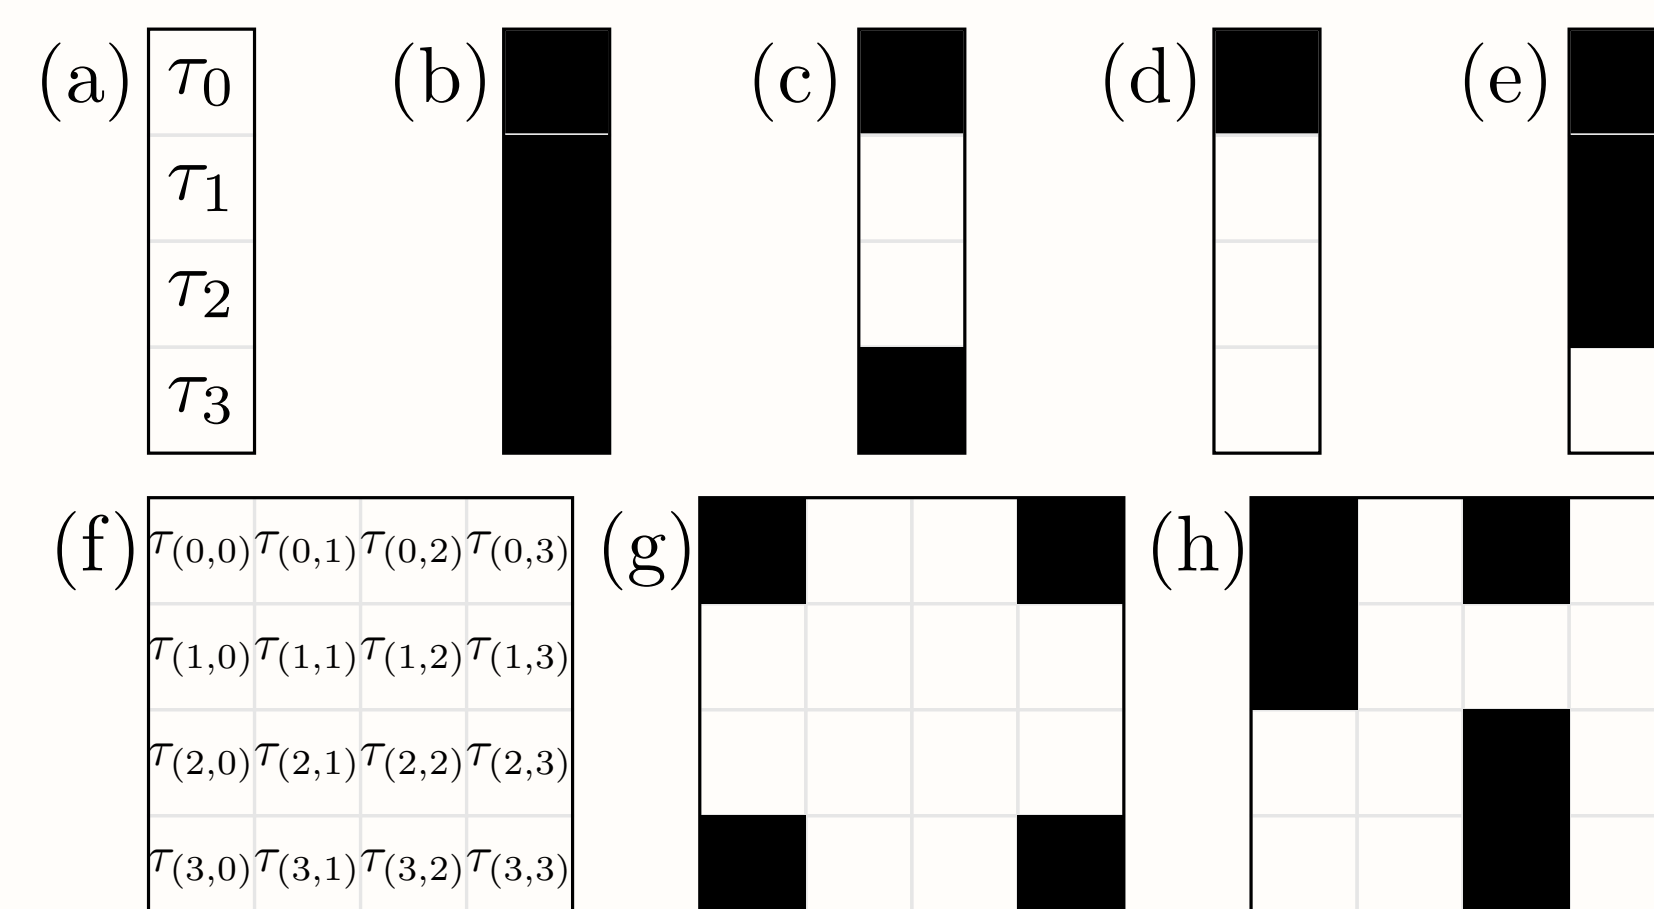 (a) τ0 (b) (c) (d) (e)
τ1
τ2
τ3
(f) τ(0,0) τ(0,1) τ(0,2) τ(0,3) (g) (h)
τ(1,0) τ(1,1) τ(1,2) τ(1,3)
τ(2,0) τ(2,1) τ(2,2) τ(2,3)
τ(3,0) τ(3,1) τ(3,2) τ(3,3)